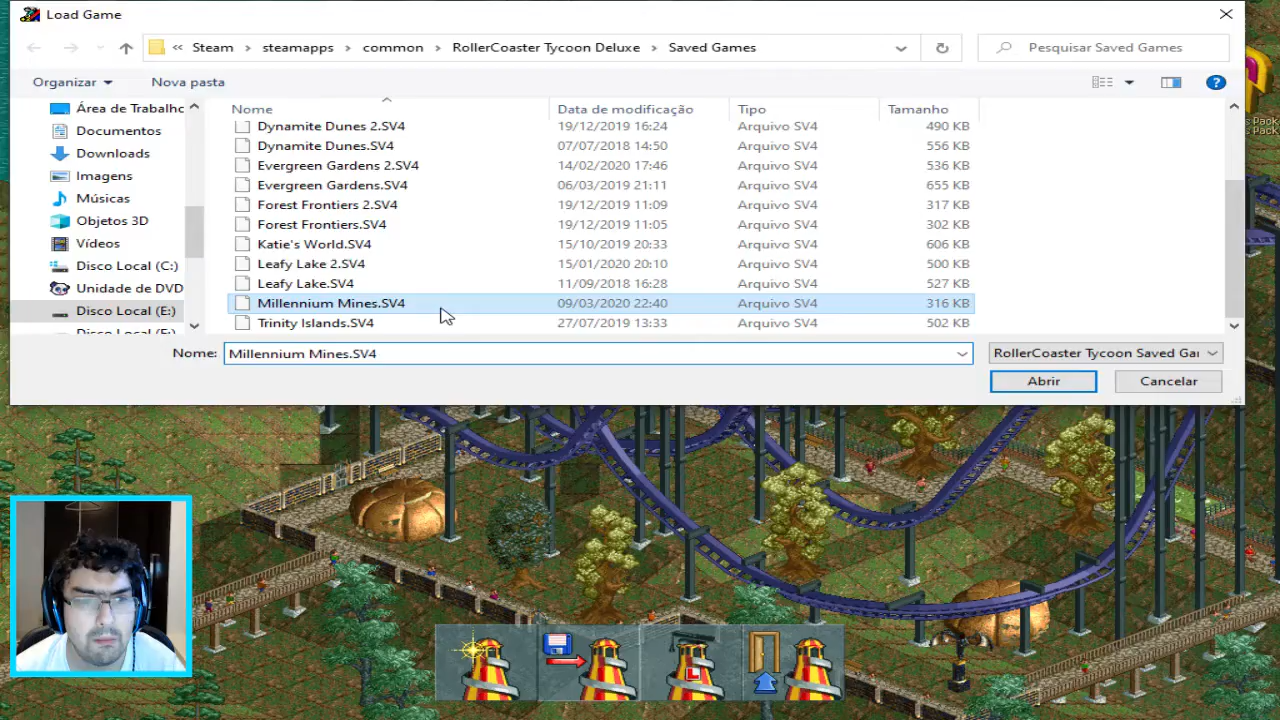 Load Game
« Steam › steamapps › common › RollerCoaster Tycoon Deluxe › Saved Games
Pesquisar Saved Games
Organizar
Nova pasta
Nome Data de modificação Tipo Tamanho
Área de Trabalho
Documentos
Downloads
Imagens
Músicas
Objetos 3D
Vídeos
Disco Local (C:)
Unidade de DVD
Disco Local (E:)
Disco Local (E:)
Dynamite Dunes 2.SV4 19/12/2019 16:24 Arquivo SV4 490 KB
Dynamite Dunes.SV4 07/07/2018 14:50 Arquivo SV4 556 KB
Evergreen Gardens 2.SV4 14/02/2020 17:46 Arquivo SV4 536 KB
Evergreen Gardens.SV4 06/03/2019 21:11 Arquivo SV4 655 KB
Forest Frontiers 2.SV4 19/12/2019 11:09 Arquivo SV4 317 KB
Forest Frontiers.SV4 19/12/2019 11:05 Arquivo SV4 302 KB
Katie's World.SV4 15/10/2019 20:33 Arquivo SV4 606 KB
Leafy Lake 2.SV4 15/01/2020 20:10 Arquivo SV4 500 KB
Leafy Lake.SV4 11/09/2018 16:28 Arquivo SV4 527 KB
Millennium Mines.SV4 09/03/2020 22:40 Arquivo SV4 316 KB
Trinity Islands.SV4 27/07/2019 13:33 Arquivo SV4 502 KB
Nome: Millennium Mines.SV4
RollerCoaster Tycoon Saved Gar
Abrir
Cancelar
s Pack
s Pack